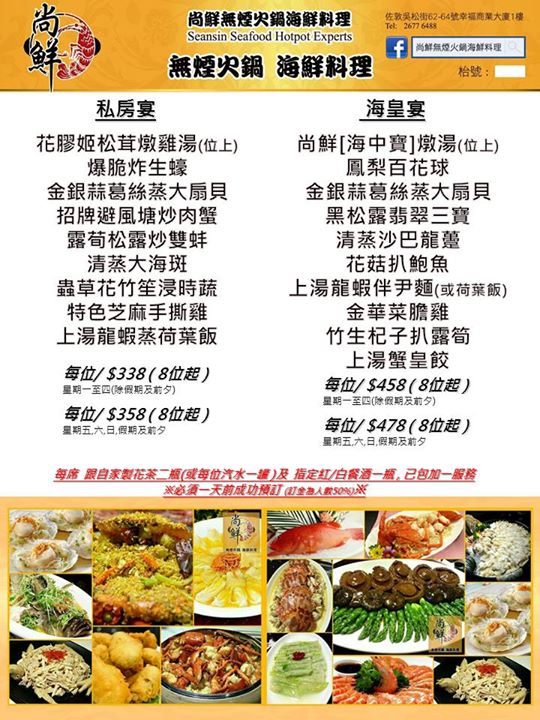 尚鮮
尚鮮無煙火鍋海鮮料理
Seansin Seafood Hotpot Experts
無煙火鍋 海鮮料理
佐敦吳松街62-64號幸福商業大廈1樓
Tel: 2677 6488
尚鮮無煙火鍋海鮮料理
枱號：
私房宴
花膠姬松茸燉雞湯(位上)
爆脆炸生蠔
金銀蒜葛絲蒸大扇貝
招牌避風塘炒肉蟹
露荀松露炒雙蚌
清蒸大海斑
蟲草花竹笙浸時蔬
特色芝麻手撕雞
上湯龍蝦蒸荷葉飯
每位/ $338 ( 8位起 )
星期一至四(除假期及前夕)
每位/ $358 ( 8位起 )
星期五,六,日,假期及前夕
海皇宴
尚鮮[海中寶]燉湯(位上)
鳳梨百花球
金銀蒜葛絲蒸大扇貝
黑松露翡翠三寶
清蒸沙巴龍躉
花菇扒鮑魚
上湯龍蝦伴尹麵(或荷葉飯)
金華菜膽雞
竹生杞子扒露筍
上湯蟹皇餃
每位/ $458 ( 8位起 )
星期一至四(除假期及前夕)
每位/ $478 ( 8位起 )
星期五,六,日,假期及前夕
每席 跟自家製花茶二瓶(或每位汽水一罐)及 指定紅/白餐酒一瓶 , 已包加一服務
※必須一天前成功預訂 (訂金為人數50%)※
尚鮮
無煙火鍋 海鮮料理
尚鮮